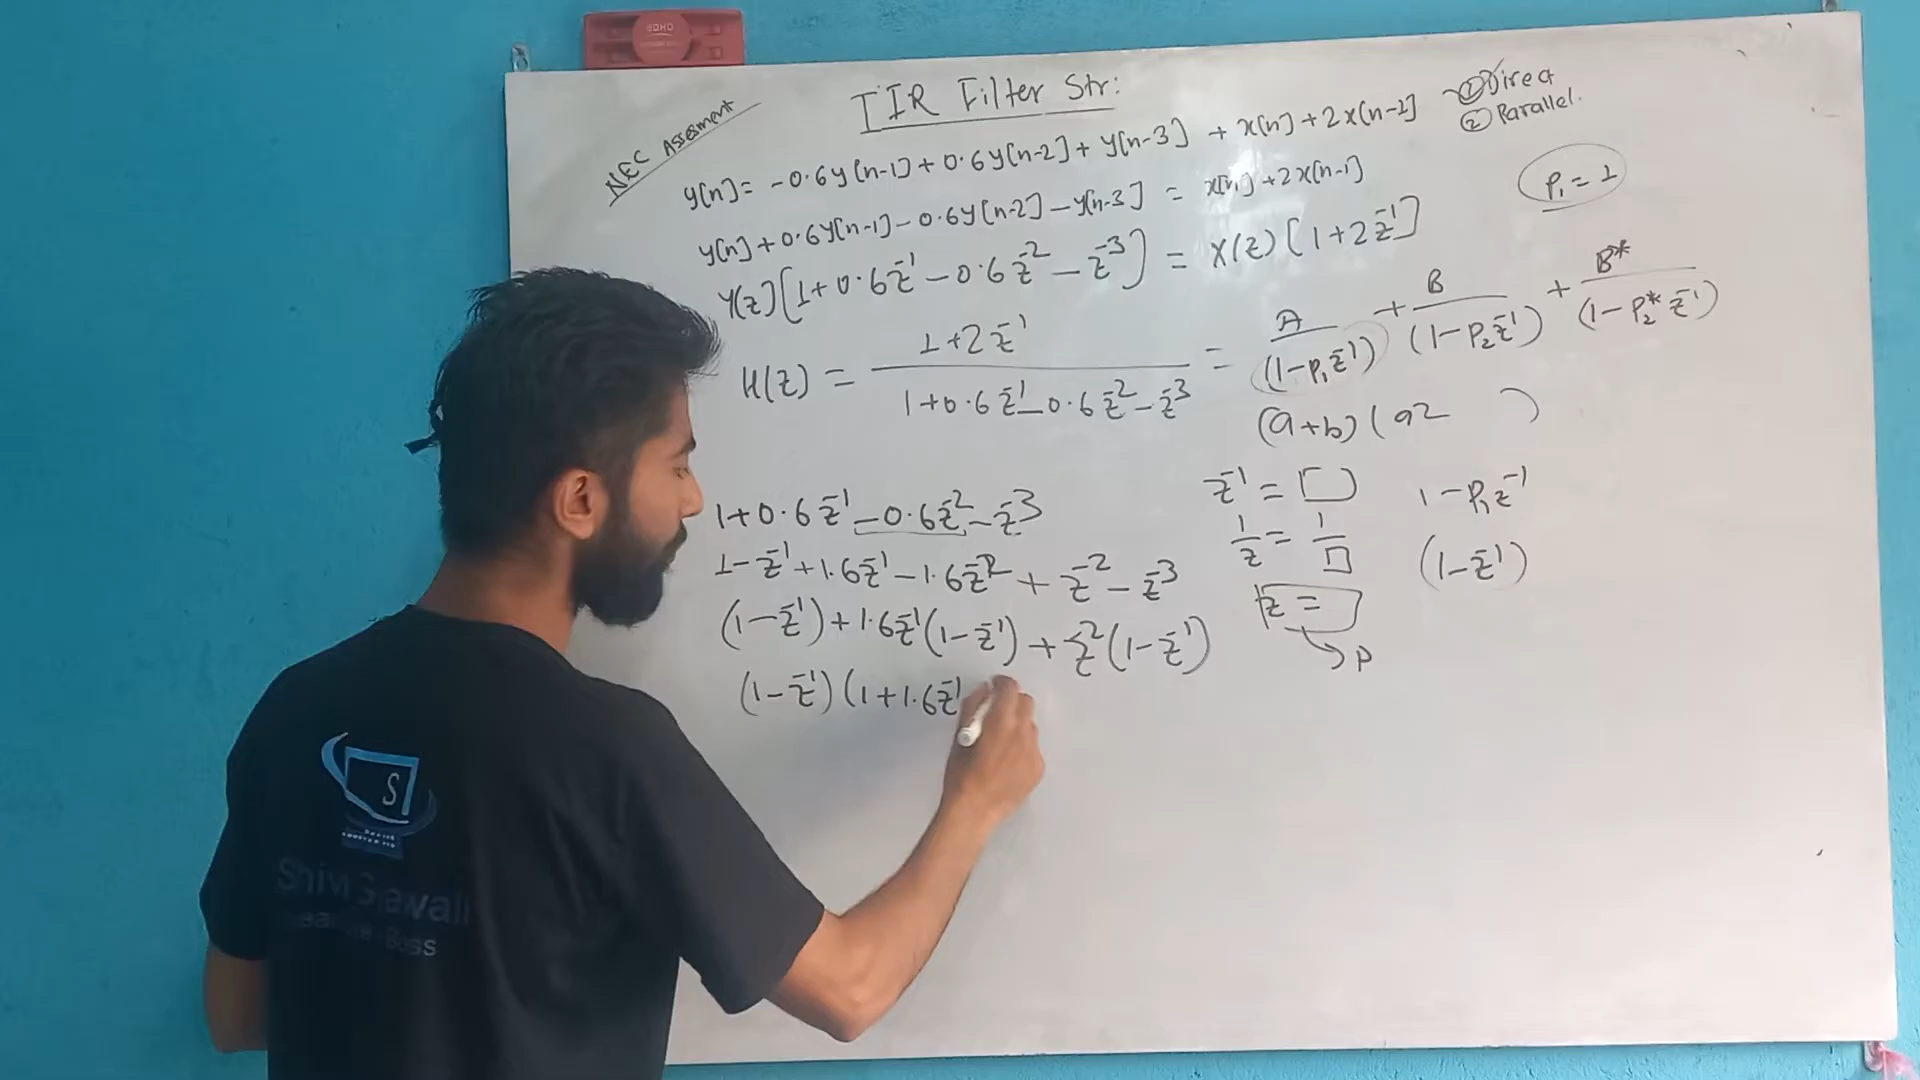 SOHO
NEC Assesment
IIR Filter Str:
① Direct
② Parallel.
y[n] = -0.6y[n-1] + 0.6y[n-2] + y[n-3] + x[n] + 2x[n-1]
y[n] + 0.6y[n-1] - 0.6y[n-2] - y[n-3] = x[n] + 2x[n-1]
P₁ = 1
Y(z)[1 + 0.6z⁻¹ - 0.6z⁻² - z⁻³] = X(z)[1 + 2z⁻¹]
H(z) = (1 + 2z⁻¹)/(1 + 0.6z⁻¹ - 0.6z⁻² - z⁻³) = A/(1 - P₁z⁻¹) + B/(1 - P₂z⁻¹) + B*/(1 - P₂*z⁻¹)
(a+b)(a2 )
1 + 0.6z⁻¹ - 0.6z⁻² - z⁻³
1 - z⁻¹ + 1.6z⁻¹ - 1.6z⁻² + z⁻² - z⁻³
(1 - z⁻¹) + 1.6z⁻¹(1 - z⁻¹) + z⁻²(1 - z⁻¹)
(1 - z⁻¹)(1 + 1.6z⁻¹
z⁻¹ = □
1/z = 1/□
z =
P
1 - P₁z⁻¹
(1 - z⁻¹)
S
Shiv